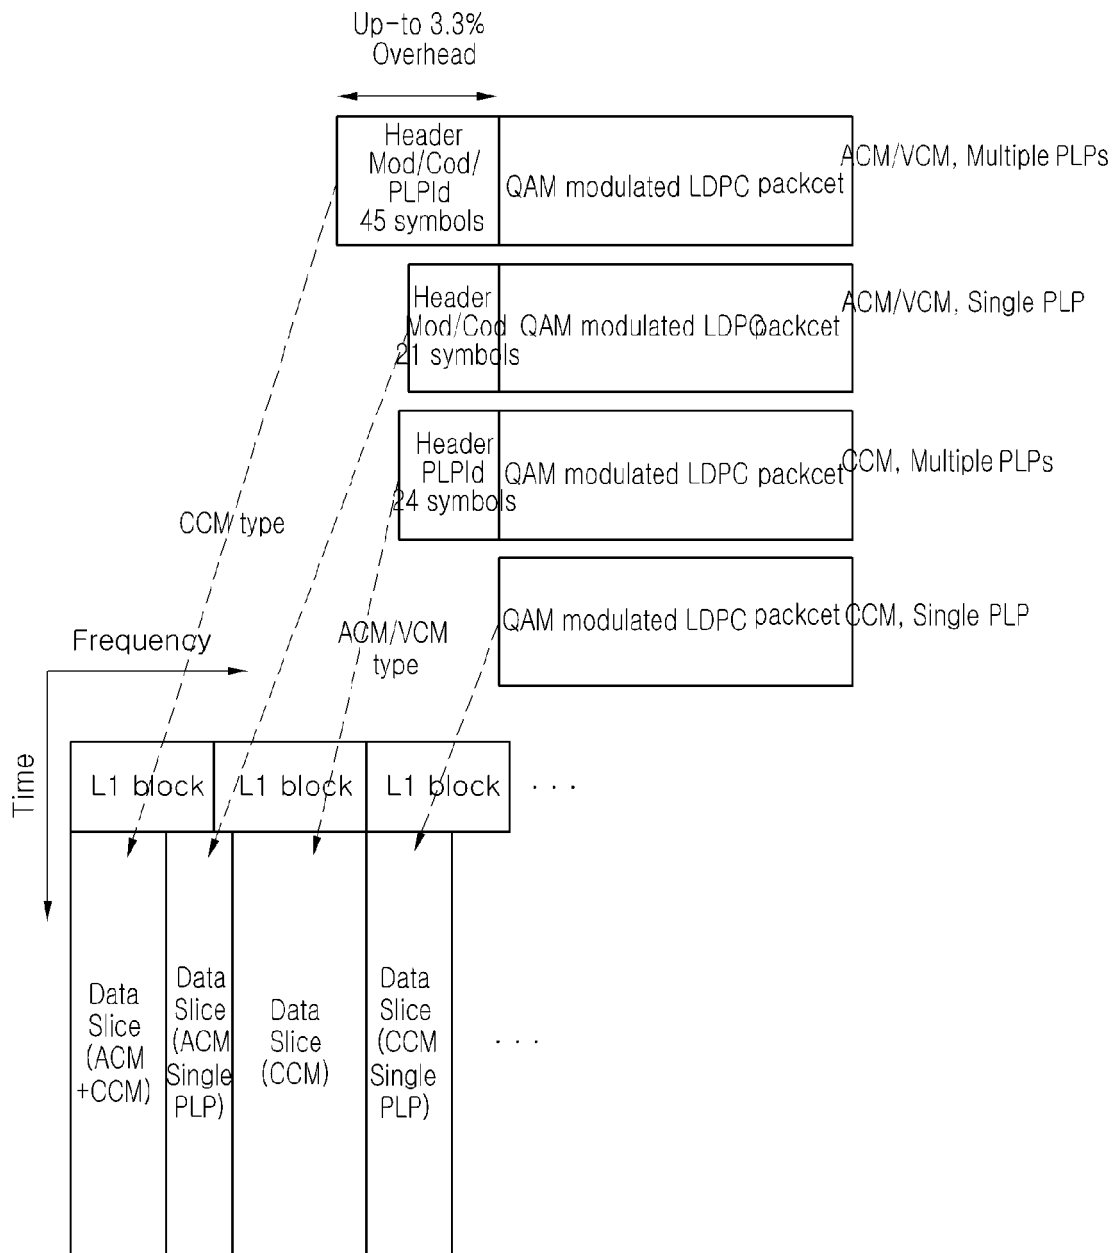 Up-to 3.3%
Overhead
Header
Mod/Cod/
PLPId
45 symbols
QAM modulated LDPC packcet
ACM/VCM, Multiple PLPs
Header
Mod/Cod
21 symbols
QAM modulated LDPC packcet
ACM/VCM, Single PLP
Header
PLPId
24 symbols
QAM modulated LDPC packcet
CCM, Multiple PLPs
CCM type
QAM modulated LDPC packcet
CCM, Single PLP
ACM/VCM
type
Frequency
Time
L1 block
L1 block
L1 block
. . .
Data
Slice
(ACM
+CCM)
Data
Slice
(ACM
Single
PLP)
Data
Slice
(CCM)
Data
Slice
(CCM
Single
PLP)
. . .